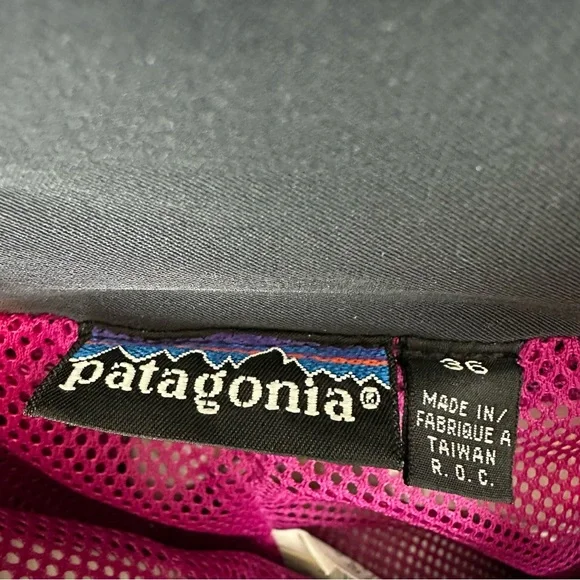 patagonia®
36
MADE IN/
FABRIQUE A
TAIWAN
R.O.C.